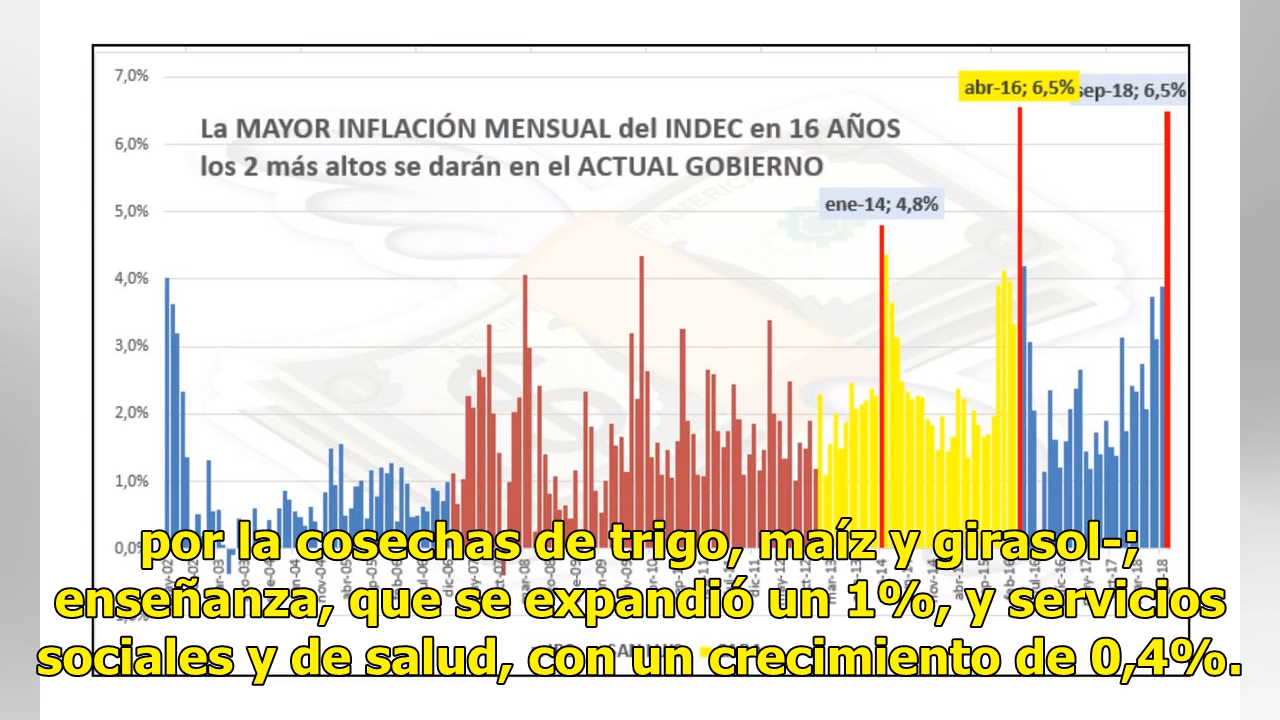 7,0%
abr-16; 6,5%
sep-18; 6,5%
La MAYOR INFLACIÓN MENSUAL del INDEC en 16 AÑOS
6,0%
los 2 más altos se darán en el ACTUAL GOBIERNO
5,0%
ene-14; 4,8%
4,0%
3,0%
2,0%
1,0%
0,0%
por la cosechas de trigo, maíz y girasol-;
enseñanza, que se expandió un 1%, y servicios
sociales y de salud, con un crecimiento de 0,4%.